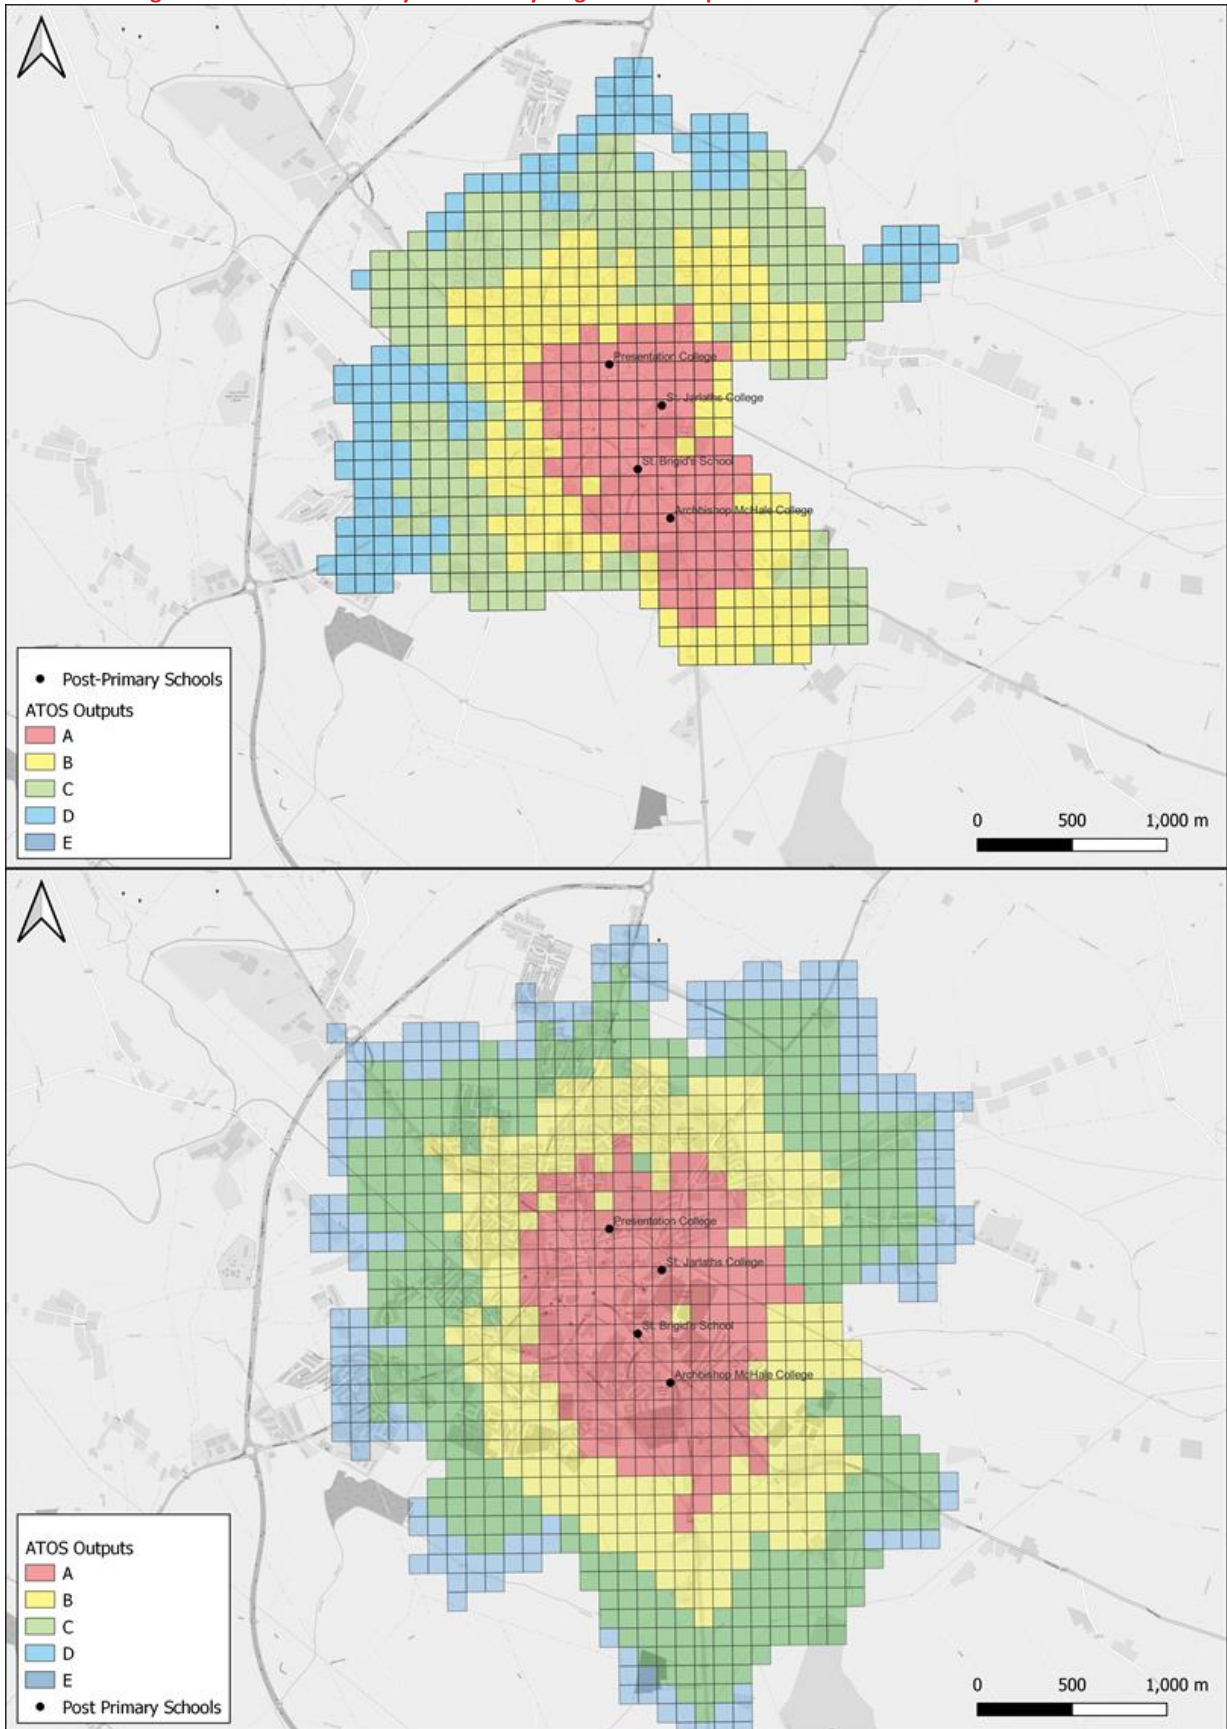 Presentation College
St. Jarlaths College
St. Brigid's School
Archbishop McHale College
Post-Primary Schools
ATOS Outputs
A
B
C
D
E
0 500 1,000 m
Presentation College
St. Jarlaths College
St. Brigid's School
Archbishop McHale College
ATOS Outputs
A
B
C
D
E
Post Primary Schools
0 500 1,000 m